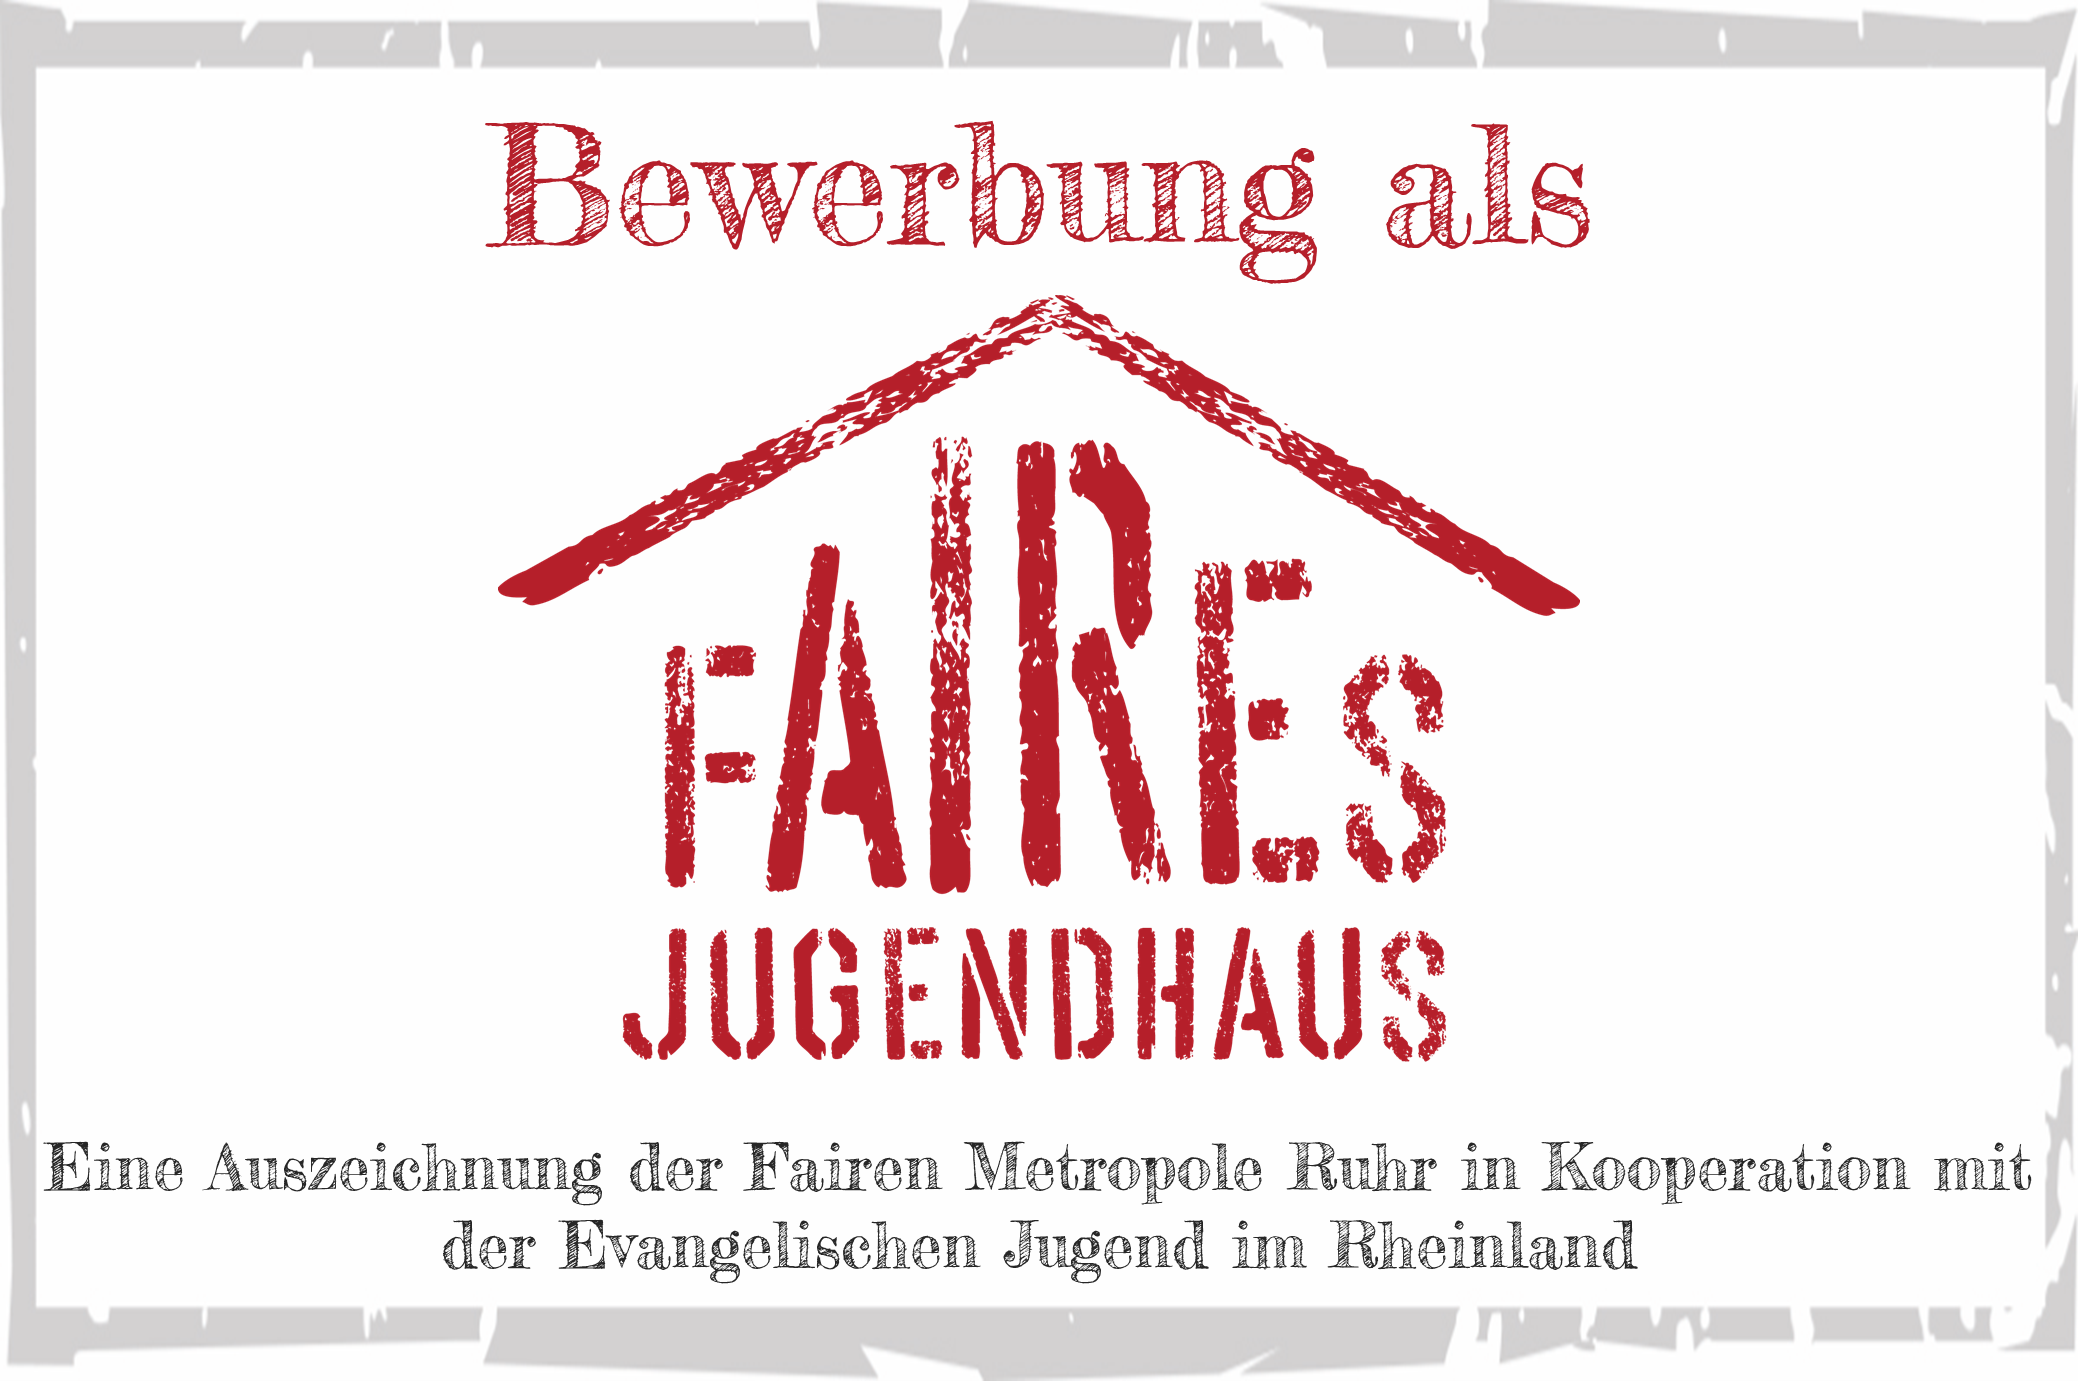 Bewerbung als
FAIRES
JUGENDHAUS
Eine Auszeichnung der Fairen Metropole Ruhr in Kooperation mit
der Evangelischen Jugend im Rheinland